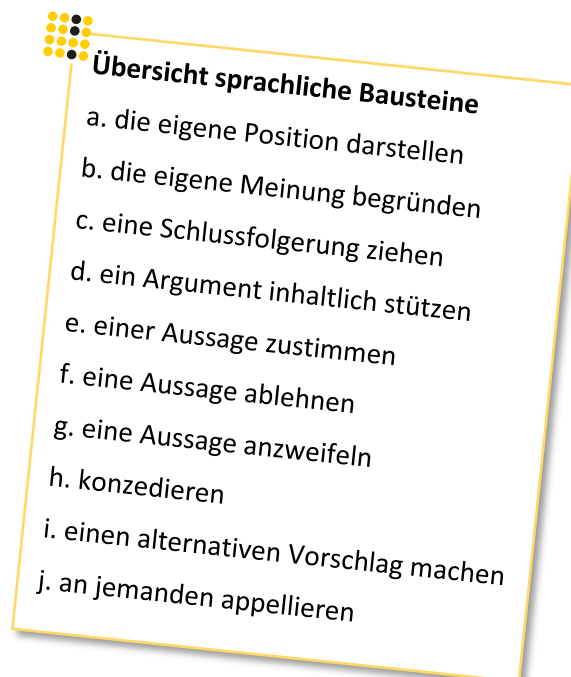 Übersicht sprachliche Bausteine
a. die eigene Position darstellen
b. die eigene Meinung begründen
c. eine Schlussfolgerung ziehen
d. ein Argument inhaltlich stützen
e. einer Aussage zustimmen
f. eine Aussage ablehnen
g. eine Aussage anzweifeln
h. konzedieren
i. einen alternativen Vorschlag machen
j. an jemanden appellieren